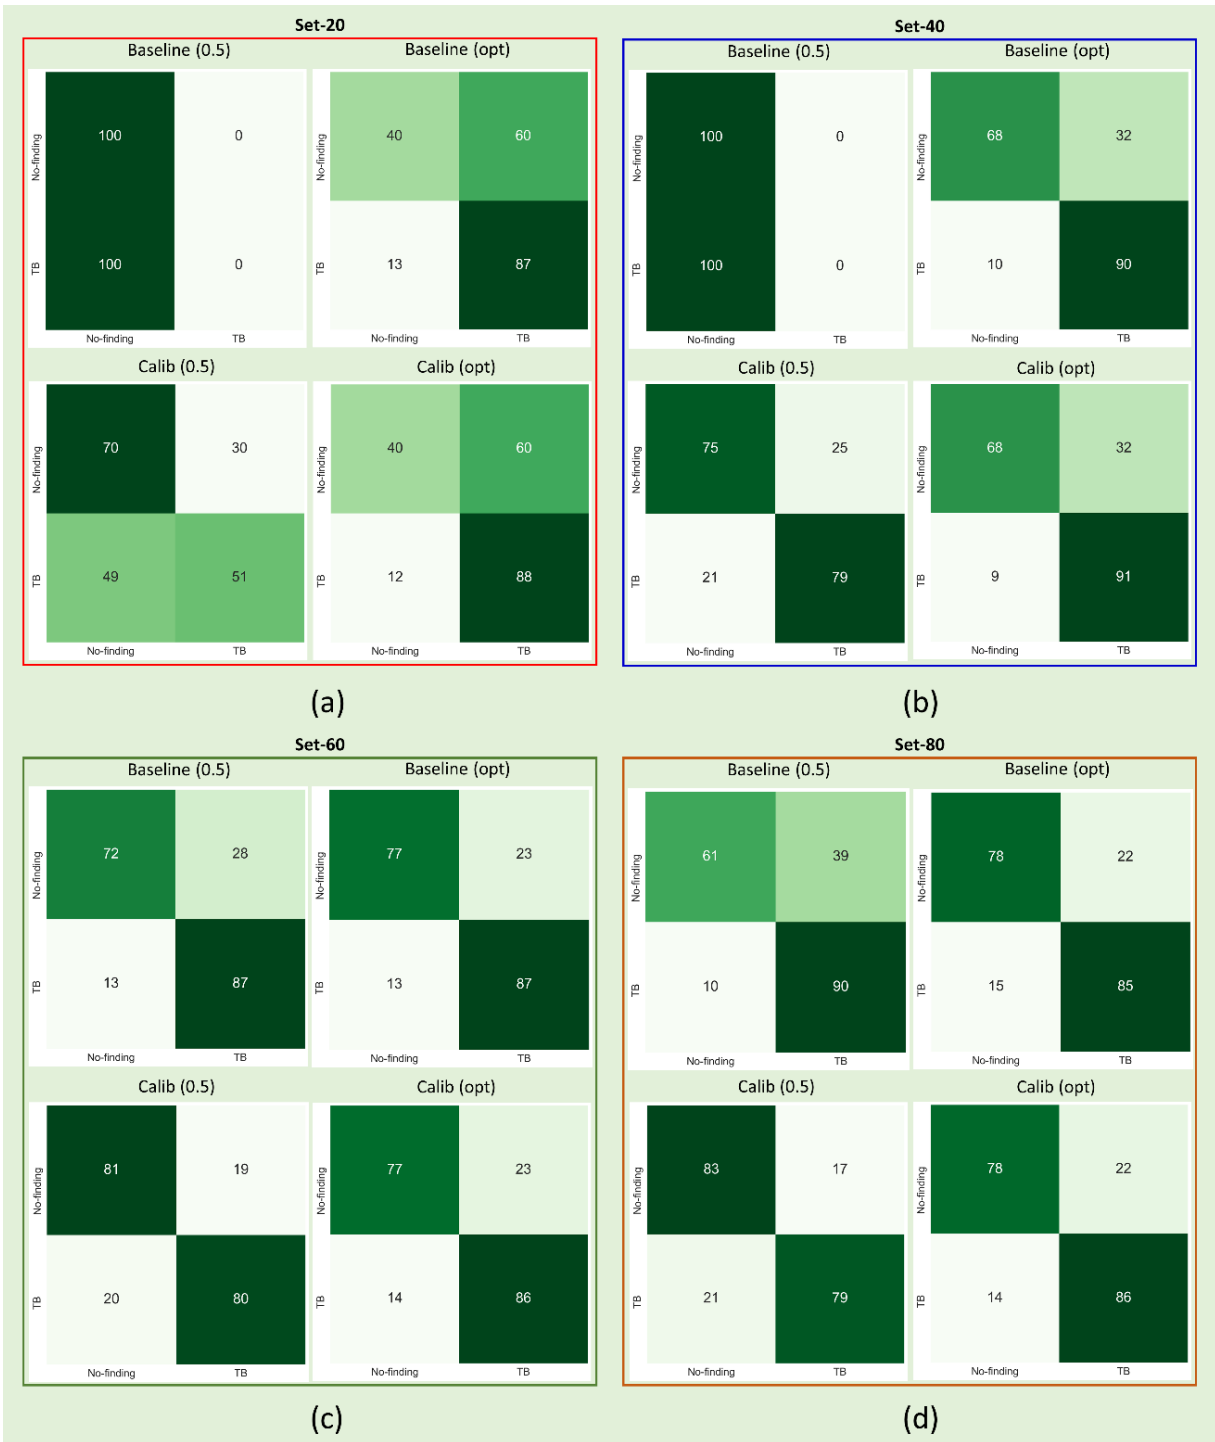 Set-20
Baseline (0.5)
Baseline (opt)
No-finding
100
0
TB
100
0
No-finding
TB
No-finding
40
60
TB
13
87
No-finding
TB
Calib (0.5)
Calib (opt)
No-finding
70
30
TB
49
51
No-finding
TB
No-finding
40
60
TB
12
88
No-finding
TB
(a)
Set-40
Baseline (0.5)
Baseline (opt)
No-finding
100
0
TB
100
0
No-finding
TB
No-finding
68
32
TB
10
90
No-finding
TB
Calib (0.5)
Calib (opt)
No-finding
75
25
TB
21
79
No-finding
TB
No-finding
68
32
TB
9
91
No-finding
TB
(b)
Set-60
Baseline (0.5)
Baseline (opt)
No-finding
72
28
TB
13
87
No-finding
TB
No-finding
77
23
TB
13
87
No-finding
TB
Calib (0.5)
Calib (opt)
No-finding
81
19
TB
20
80
No-finding
TB
No-finding
77
23
TB
14
86
No-finding
TB
(c)
Set-80
Baseline (0.5)
Baseline (opt)
No-finding
61
39
TB
10
90
No-finding
TB
No-finding
78
22
TB
15
85
No-finding
TB
Calib (0.5)
Calib (opt)
No-finding
83
17
TB
21
79
No-finding
TB
No-finding
78
22
TB
14
86
No-finding
TB
(d)